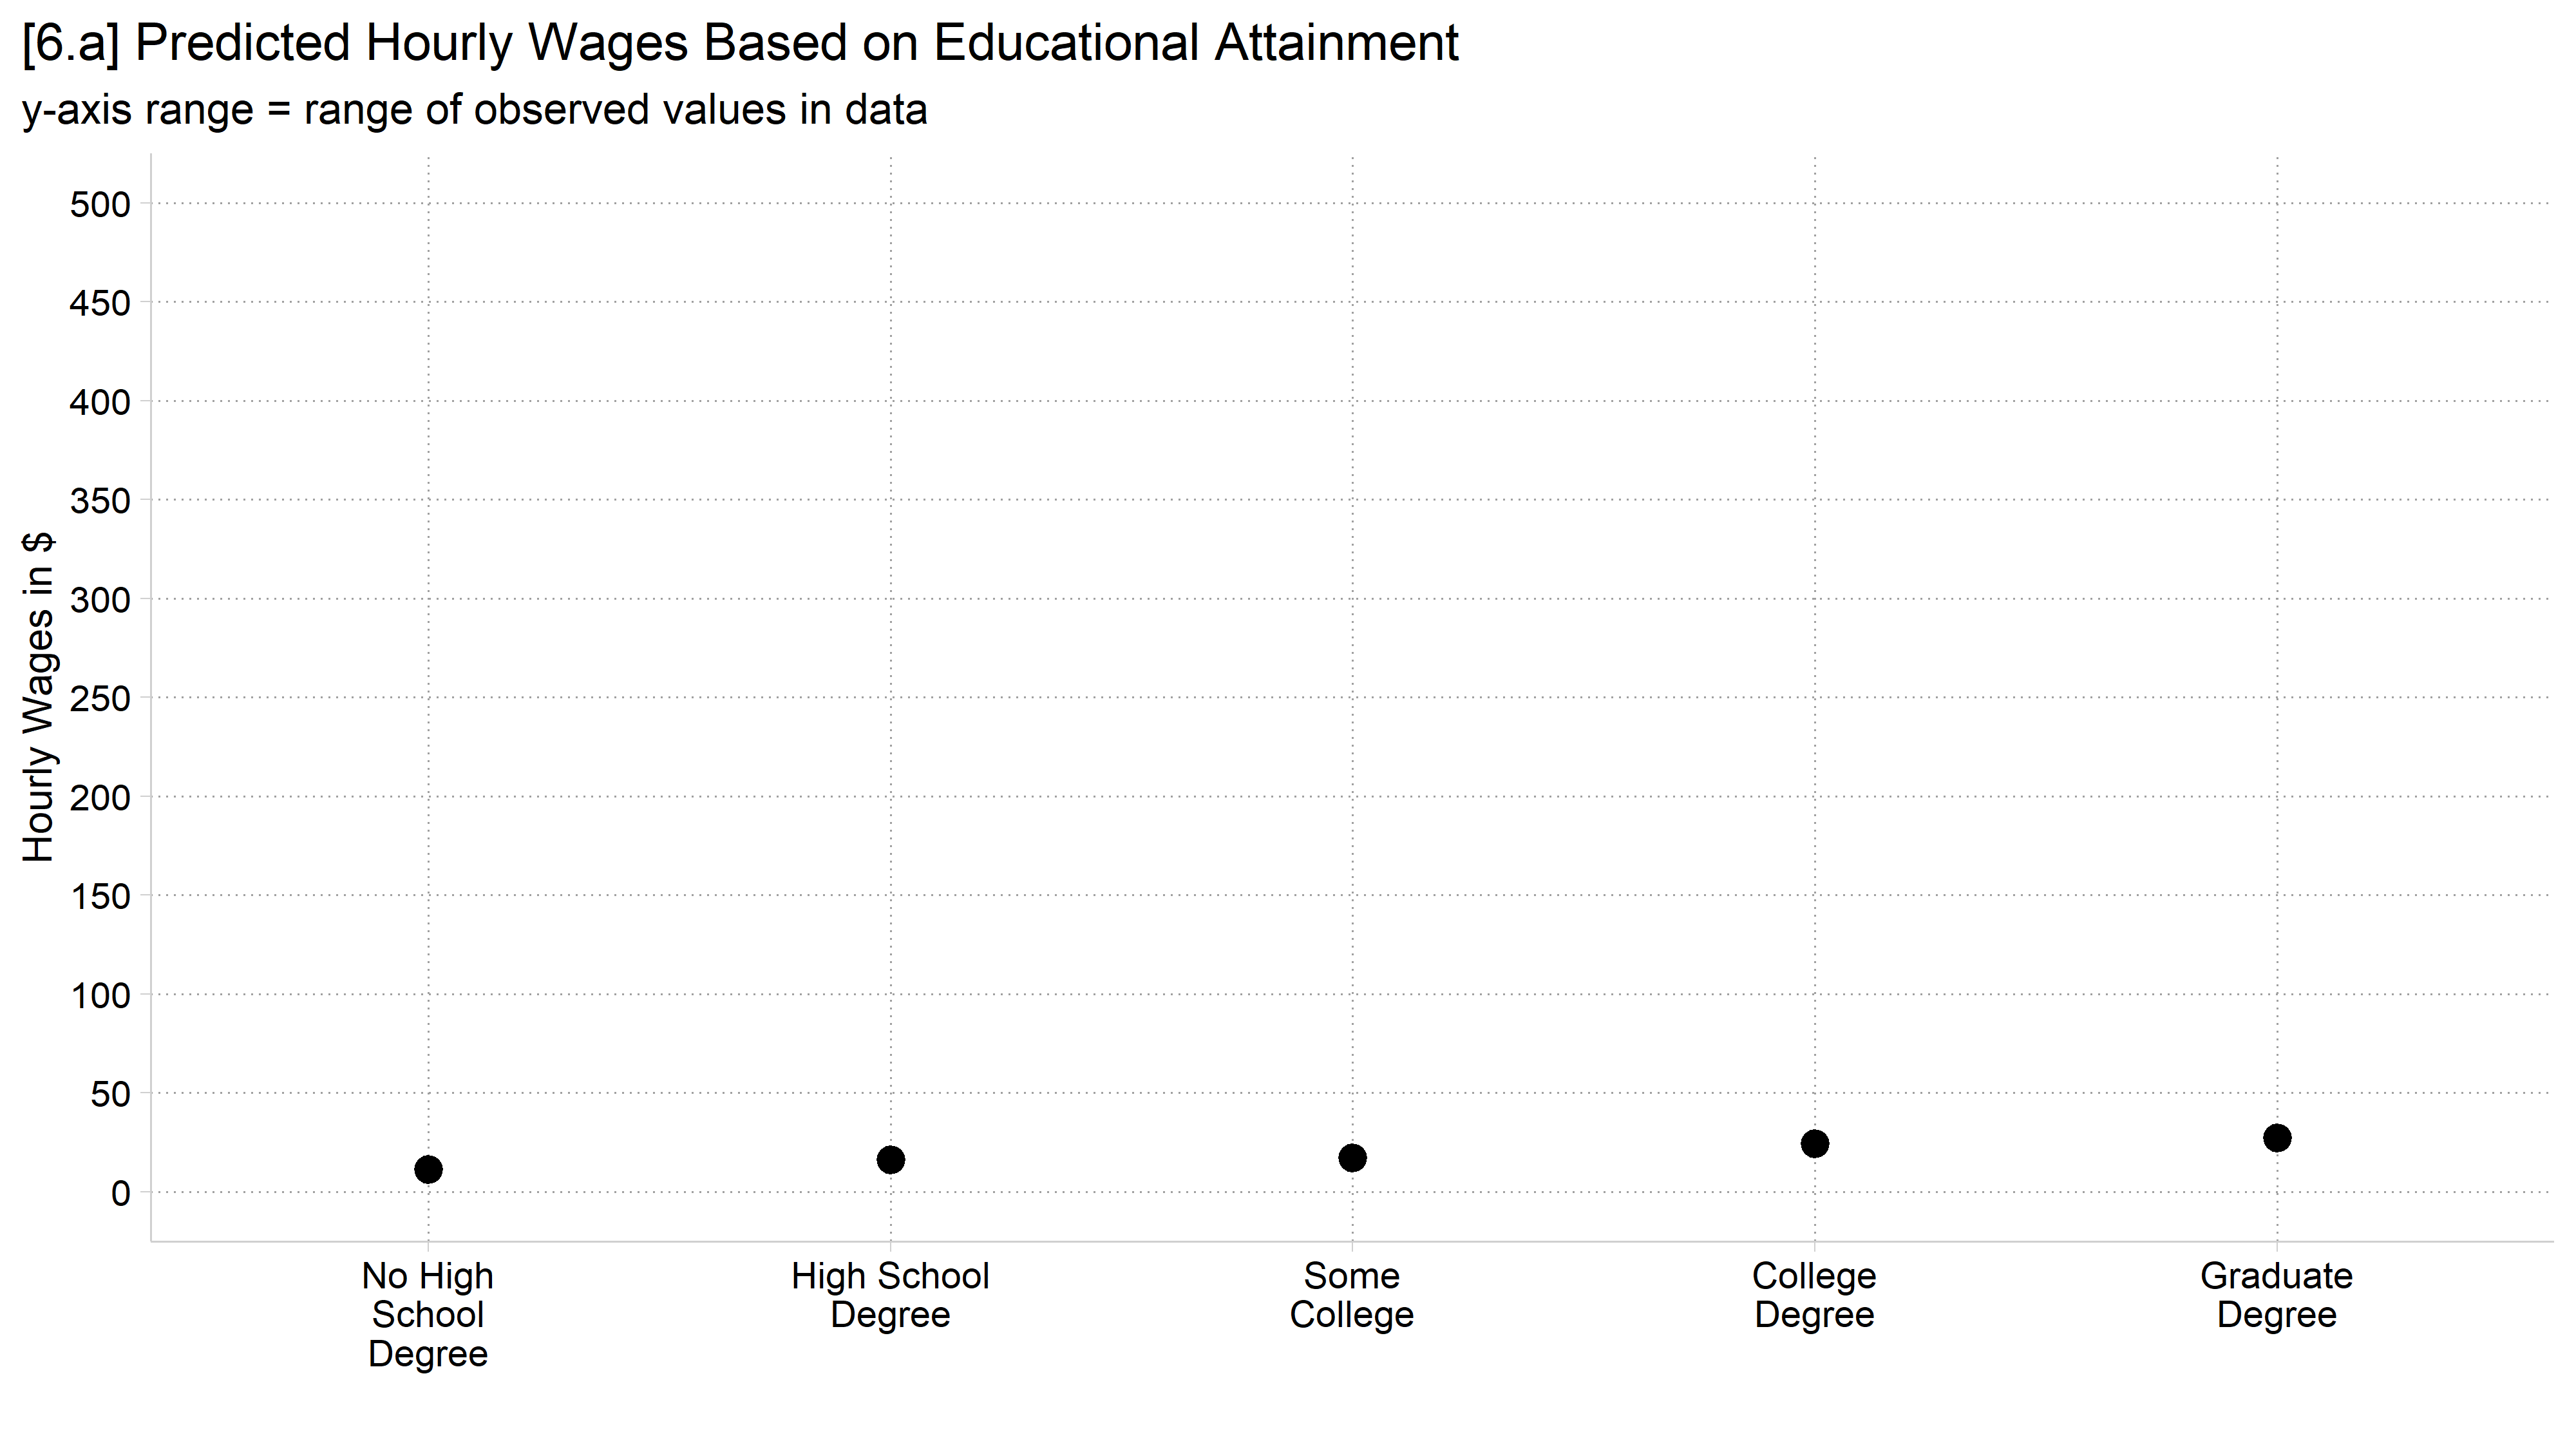 [6.a] Predicted Hourly Wages Based on Educational Attainment
y-axis range = range of observed values in data
Hourly Wages in $
500
450
400
350
300
250
200
150
100
50
0
No High
School
Degree
High School
Degree
Some
College
College
Degree
Graduate
Degree